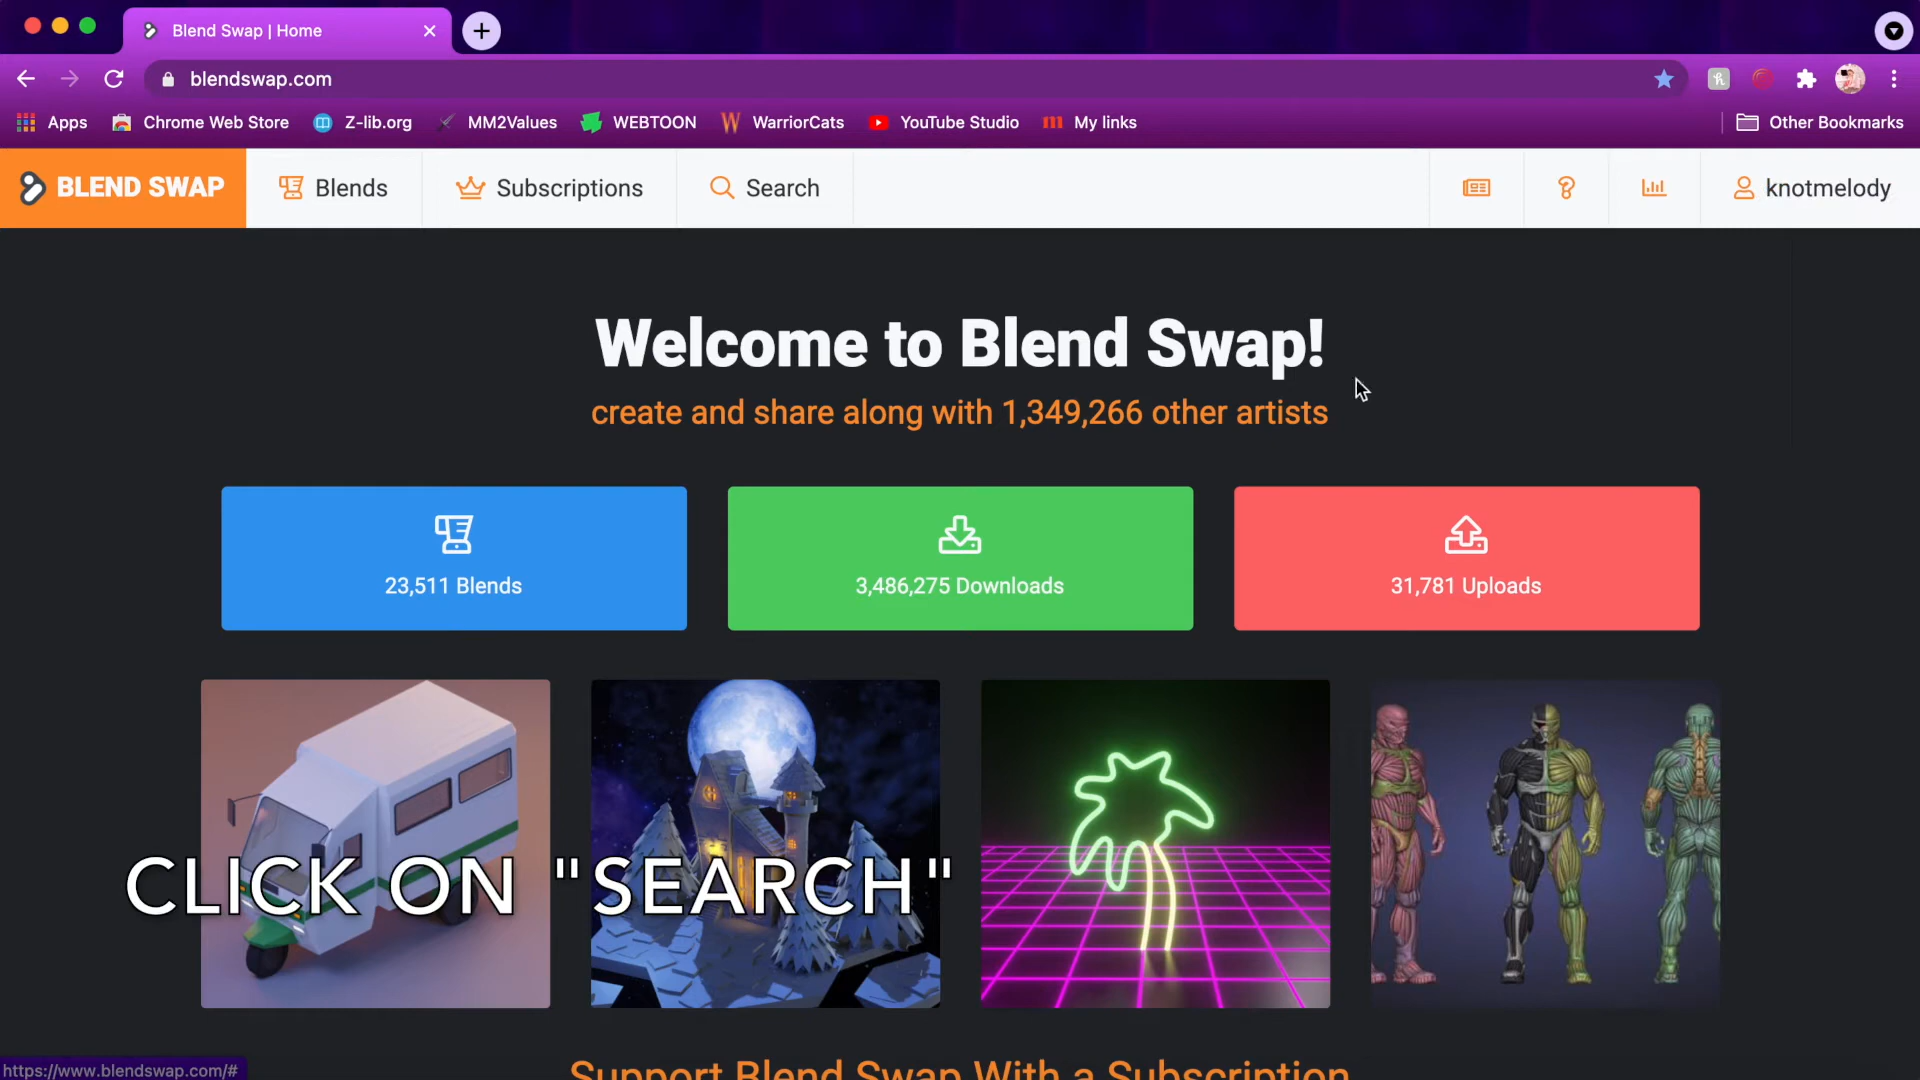 Blend Swap | Home
blendswap.com
Apps Chrome Web Store Z-lib.org MM2Values WEBTOON WarriorCats YouTube Studio My links Other Bookmarks
BLEND SWAP Blends Subscriptions Search knotmelody
Welcome to Blend Swap!
create and share along with 1,349,266 other artists
23,511 Blends 3,486,275 Downloads 31,781 Uploads
CLICK ON "SEARCH"
Support Blend Swap With a Subscription
https://www.blendswap.com/#